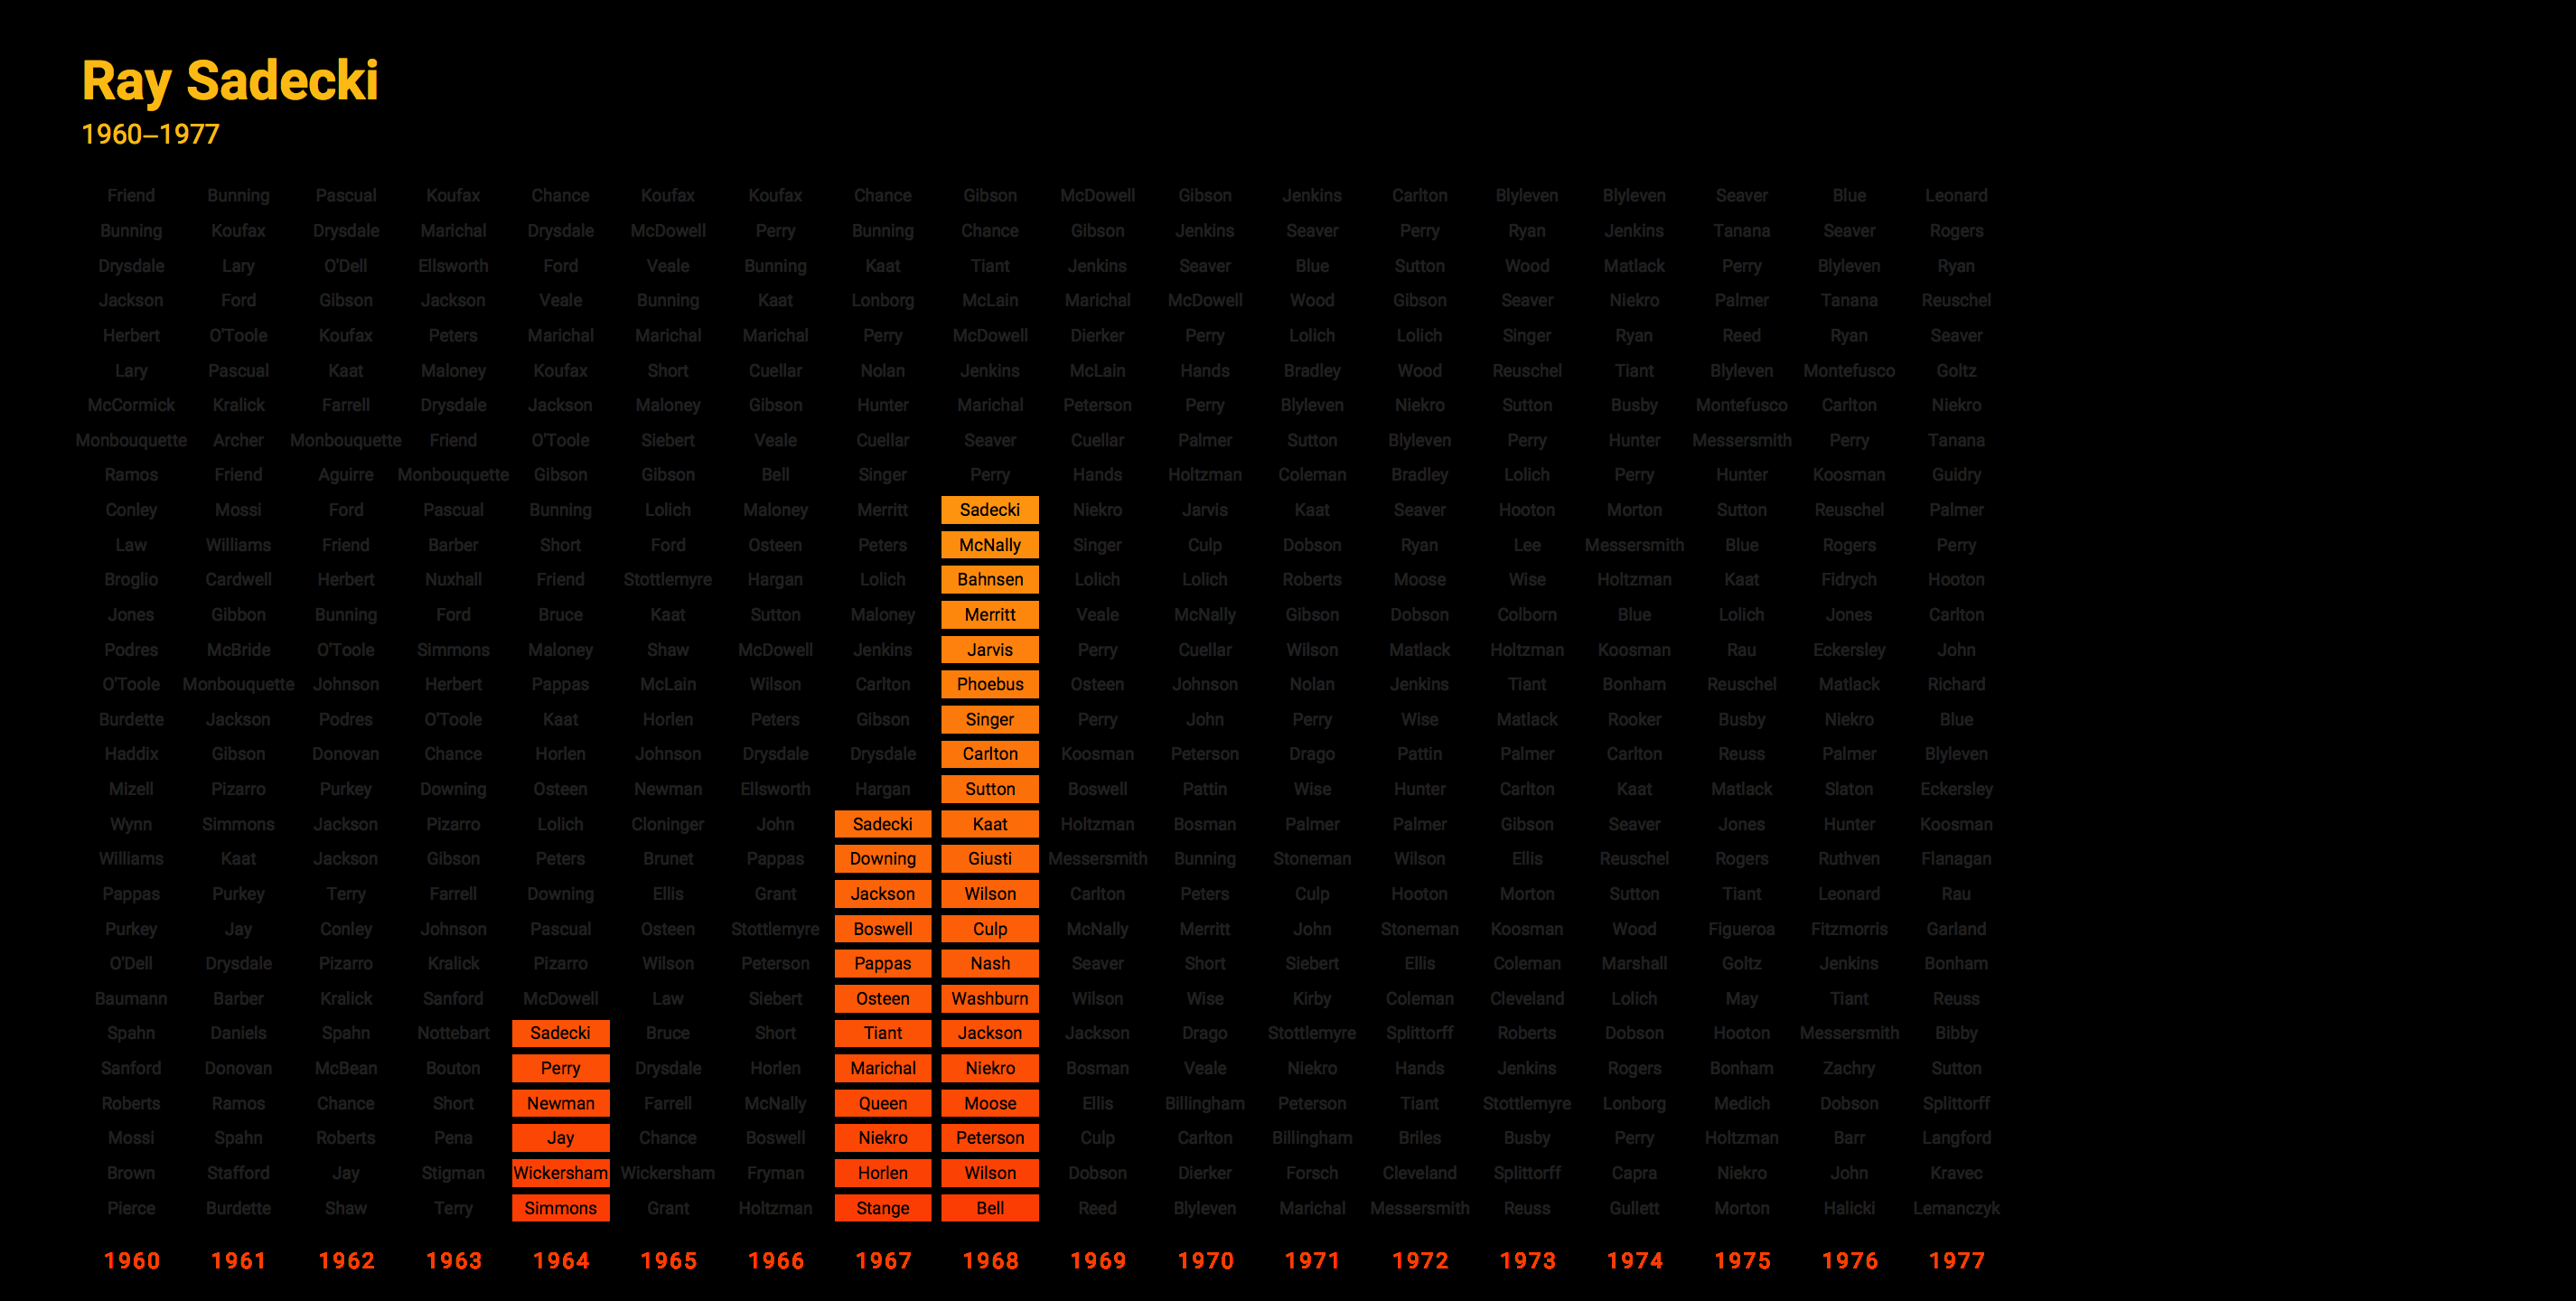 Ray Sadecki
1960–1977
Friend Bunning Pascual Koufax Chance Koufax Koufax Chance Gibson McDowell Gibson Jenkins Carlton Blyleven Blyleven Seaver Blue Leonard
Bunning Koufax Drysdale Marichal Drysdale McDowell Perry Bunning Chance Gibson Jenkins Seaver Perry Ryan Jenkins Tanana Seaver Rogers
Drysdale Lary O'Dell Ellsworth Ford Veale Bunning Kaat Tiant Jenkins Seaver Blue Sutton Wood Matlack Perry Blyleven Ryan
Jackson Ford Gibson Jackson Veale Bunning Kaat Lonborg McLain Marichal McDowell Wood Gibson Seaver Niekro Palmer Tanana Reuschel
Herbert O'Toole Koufax Peters Marichal Marichal Marichal Perry McDowell Dierker Perry Lolich Lolich Singer Ryan Reed Ryan Seaver
Lary Pascual Kaat Maloney Koufax Short Cuellar Nolan Jenkins McLain Hands Bradley Wood Reuschel Tiant Blyleven Montefusco Goltz
McCormick Kralick Farrell Drysdale Jackson Maloney Gibson Hunter Marichal Peterson Perry Blyleven Niekro Sutton Busby Montefusco Carlton Niekro
Monbouquette Archer Monbouquette Friend O'Toole Siebert Veale Cuellar Seaver Cuellar Palmer Sutton Blyleven Perry Hunter Messersmith Perry Tanana
Ramos Friend Aguirre Monbouquette Gibson Gibson Bell Singer Perry Hands Holtzman Coleman Bradley Lolich Perry Hunter Koosman Guidry
Conley Mossi Ford Pascual Bunning Lolich Maloney Merritt Sadecki Niekro Jarvis Kaat Seaver Hooton Morton Sutton Reuschel Palmer
Law Williams Friend Barber Short Ford Osteen Peters McNally Singer Culp Dobson Ryan Lee Messersmith Blue Rogers Perry
Broglio Cardwell Herbert Nuxhall Friend Stottlemyre Hargan Lolich Bahnsen Lolich Lolich Roberts Moose Wise Holtzman Kaat Fidrych Hooton
Jones Gibbon Bunning Ford Bruce Kaat Sutton Maloney Merritt Veale McNally Gibson Dobson Colborn Blue Lolich Jones Carlton
Podres McBride O'Toole Simmons Maloney Shaw McDowell Jenkins Jarvis Perry Cuellar Wilson Matlack Holtzman Koosman Rau Eckersley John
O'Toole Monbouquette Johnson Herbert Pappas McLain Wilson Carlton Phoebus Osteen Johnson Nolan Jenkins Tiant Bonham Reuschel Matlack Richard
Burdette Jackson Podres O'Toole Kaat Horlen Peters Gibson Singer Perry John Perry Wise Matlack Rooker Busby Niekro Blue
Haddix Gibson Donovan Chance Horlen Johnson Drysdale Drysdale Carlton Koosman Peterson Drago Pattin Palmer Carlton Reuss Palmer Blyleven
Mizell Pizarro Purkey Downing Osteen Newman Ellsworth Hargan Sutton Boswell Pattin Wise Hunter Carlton Kaat Matlack Slaton Eckersley
Wynn Simmons Jackson Pizarro Lolich Cloninger John Sadecki Kaat Holtzman Bosman Palmer Palmer Gibson Seaver Jones Hunter Koosman
Williams Kaat Jackson Gibson Peters Brunet Pappas Downing Giusti Messersmith Bunning Stoneman Wilson Ellis Reuschel Rogers Ruthven Flanagan
Pappas Purkey Terry Farrell Downing Ellis Grant Jackson Wilson Carlton Peters Culp Hooton Morton Sutton Tiant Leonard Rau
Purkey Jay Conley Johnson Pascual Osteen Stottlemyre Boswell Culp McNally Merritt John Stoneman Koosman Wood Figueroa Fitzmorris Garland
O'Dell Drysdale Pizarro Kralick Pizarro Wilson Peterson Pappas Nash Seaver Short Siebert Ellis Coleman Marshall Goltz Jenkins Bonham
Baumann Barber Kralick Sanford McDowell Law Siebert Osteen Washburn Wilson Wise Kirby Coleman Cleveland Lolich May Tiant Reuss
Spahn Daniels Spahn Nottebart Sadecki Bruce Short Tiant Jackson Jackson Drago Stottlemyre Splittorff Roberts Dobson Hooton Messersmith Bibby
Sanford Donovan McBean Bouton Perry Drysdale Horlen Marichal Niekro Bosman Veale Niekro Hands Jenkins Rogers Bonham Zachry Sutton
Roberts Ramos Chance Short Newman Farrell McNally Queen Moose Ellis Billingham Peterson Tiant Stottlemyre Lonborg Medich Dobson Splittorff
Mossi Spahn Roberts Pena Jay Chance Boswell Niekro Peterson Culp Carlton Billingham Briles Busby Perry Holtzman Barr Langford
Brown Stafford Jay Stigman Wickersham Wickersham Fryman Horlen Wilson Dobson Dierker Forsch Cleveland Splittorff Capra Niekro John Kravec
Pierce Burdette Shaw Terry Simmons Grant Holtzman Stange Bell Reed Blyleven Marichal Messersmith Reuss Gullett Morton Halicki Lemanczyk
1960 1961 1962 1963 1964 1965 1966 1967 1968 1969 1970 1971 1972 1973 1974 1975 1976 1977